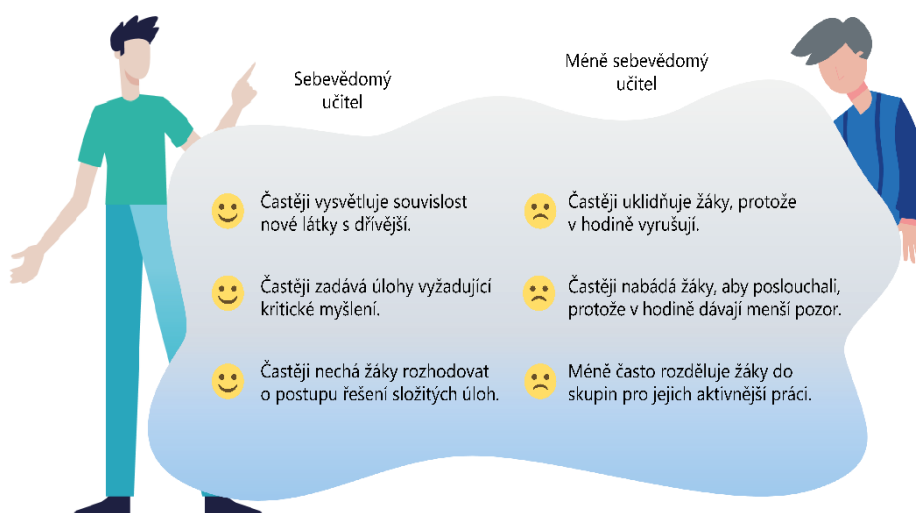 Sebevědomý
učitel
Častěji vysvětluje souvislost
nové látky s dřívější.
Častěji zadává úlohy vyžadující
kritické myšlení.
Častěji nechá žáky rozhodovat
o postupu řešení složitých úloh.
Méně sebevědomý
učitel
Častěji uklidňuje žáky, protože
v hodině vyrušují.
Častěji nabádá žáky, aby poslouchali,
protože v hodině dávají menší pozor.
Méně často rozděluje žáky do
skupin pro jejich aktivnější práci.